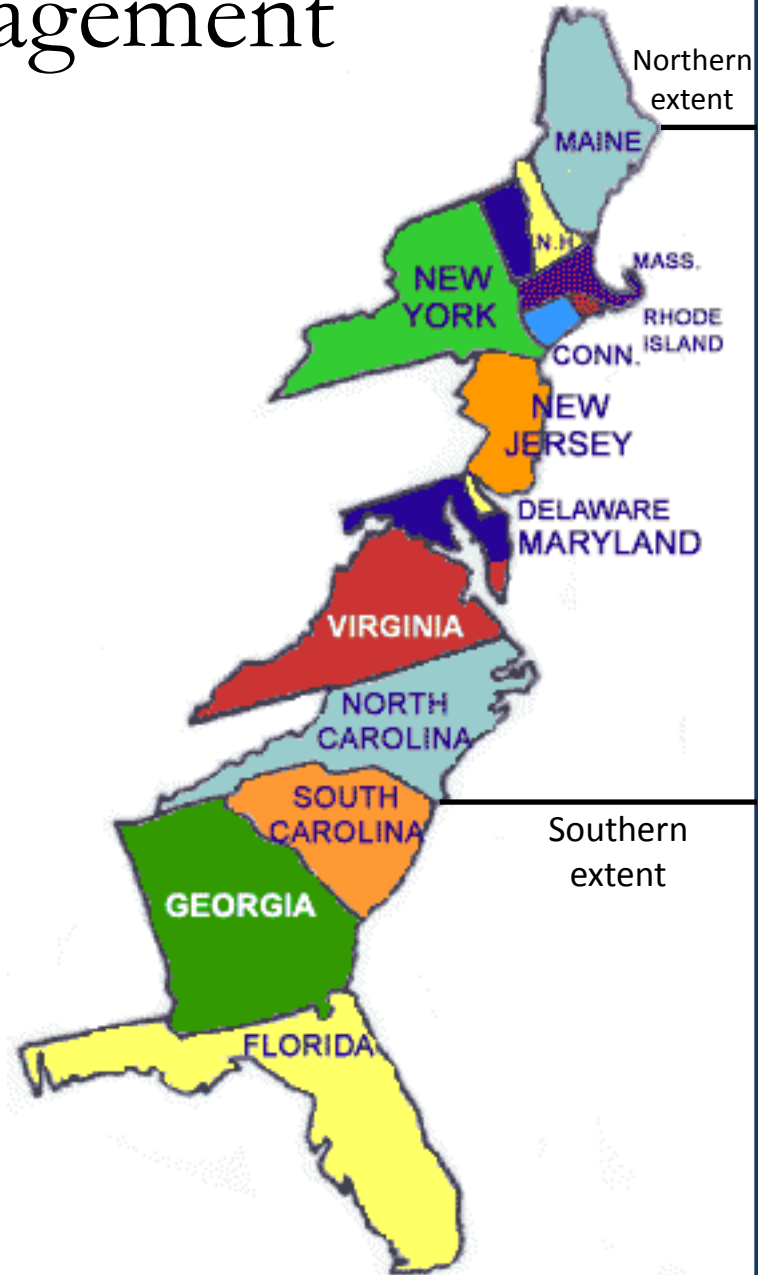 agement
Northern
extent
MAINE
N.H
MASS.
NEW
YORK
RHODE
ISLAND
CONN.
NEW
JERSEY
DELAWARE
MARYLAND
VIRGINIA
NORTH
CAROLINA
SOUTH
CAROLINA
Southern
extent
GEORGIA
FLORIDA